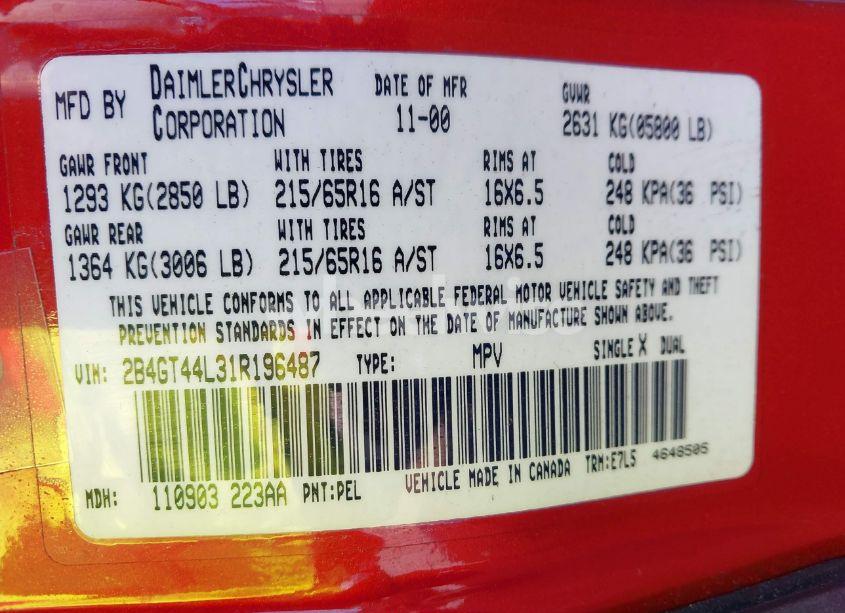 MFD BY DAIMLERCHRYSLER CORPORATION DATE OF MFR 11-00 GVWR 2631 KG(05800 LB)
GAWR FRONT WITH TIRES RIMS AT COLD
1293 KG(2850 LB) 215/65R16 A/ST 16X6.5 248 KPA(36 PSI)
GAWR REAR WITH TIRES RIMS AT COLD
1364 KG(3006 LB) 215/65R16 A/ST 16X6.5 248 KPA(36 PSI)
THIS VEHICLE CONFORMS TO ALL APPLICABLE FEDERAL MOTOR VEHICLE SAFETY AND THEFT
PREVENTION STANDARDS IN EFFECT ON THE DATE OF MANUFACTURE SHOWN ABOVE.
VIN: 2B4GT44L31R196487 TYPE: MPV SINGLE X DUAL
MDH: 110903 223AA PNT:PEL VEHICLE MADE IN CANADA TRM:E7L5 4648505